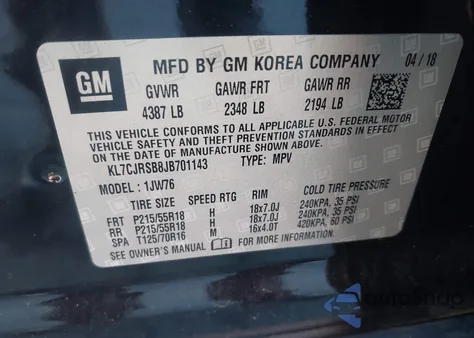 GM
MFD BY GM KOREA COMPANY 04/18
GVWR GAWR FRT GAWR RR
4387 LB 2348 LB 2194 LB
THIS VEHICLE CONFORMS TO ALL APPLICABLE U.S. FEDERAL MOTOR
VEHICLE SAFETY AND THEFT PREVENTION STANDARDS IN EFFECT ON
THE DATE OF MANUFACTURE SHOWN ABOVE.
KL7CJRSB8JB701143 TYPE: MPV
MODEL: 1JW76
TIRE SIZE SPEED RTG RIM COLD TIRE PRESSURE
FRT P215/55R18 H 18x7.0J 240KPA, 35 PSI
RR P215/55R18 H 18x7.0J 240KPA, 35 PSI
SPA T125/70R16 M 16x4.0T 420KPA, 60 PSI
SEE OWNER'S MANUAL FOR MORE INFORMATION.